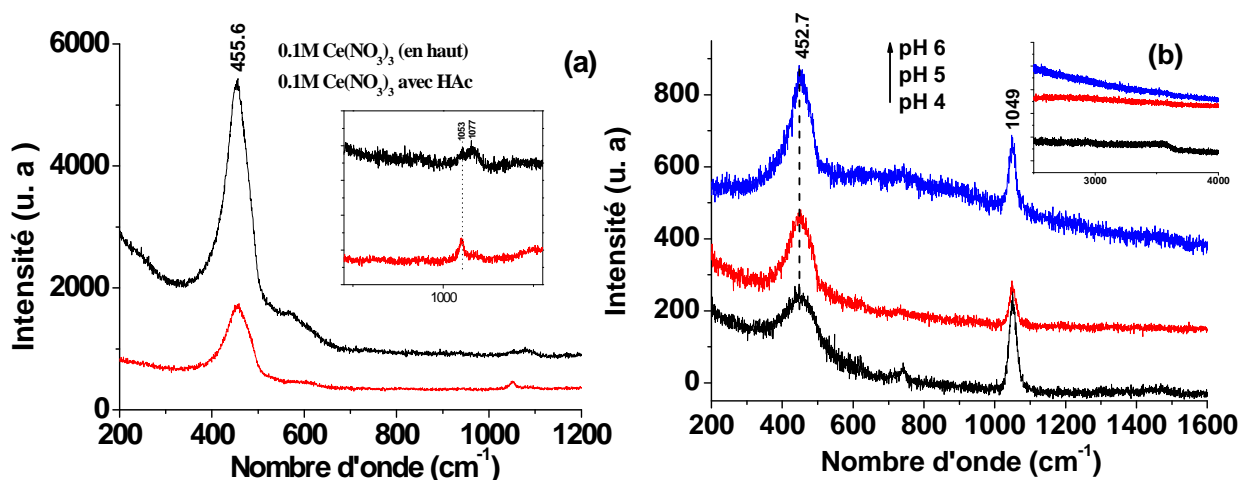 6000
4000
2000
0
Intensité (u. a)
455.6
0.1M Ce(NO3)3 (en haut)
0.1M Ce(NO3)3 avec HAc
(a)
1053
1077
1000
200 400 600 800 1000 1200
Nombre d'onde (cm-1)
800
600
400
200
0
Intensité (u. a)
452.7
pH 6
pH 5
pH 4
(b)
1049
3000 4000
200 400 600 800 1000 1200 1400 1600
Nombre d'onde (cm-1)